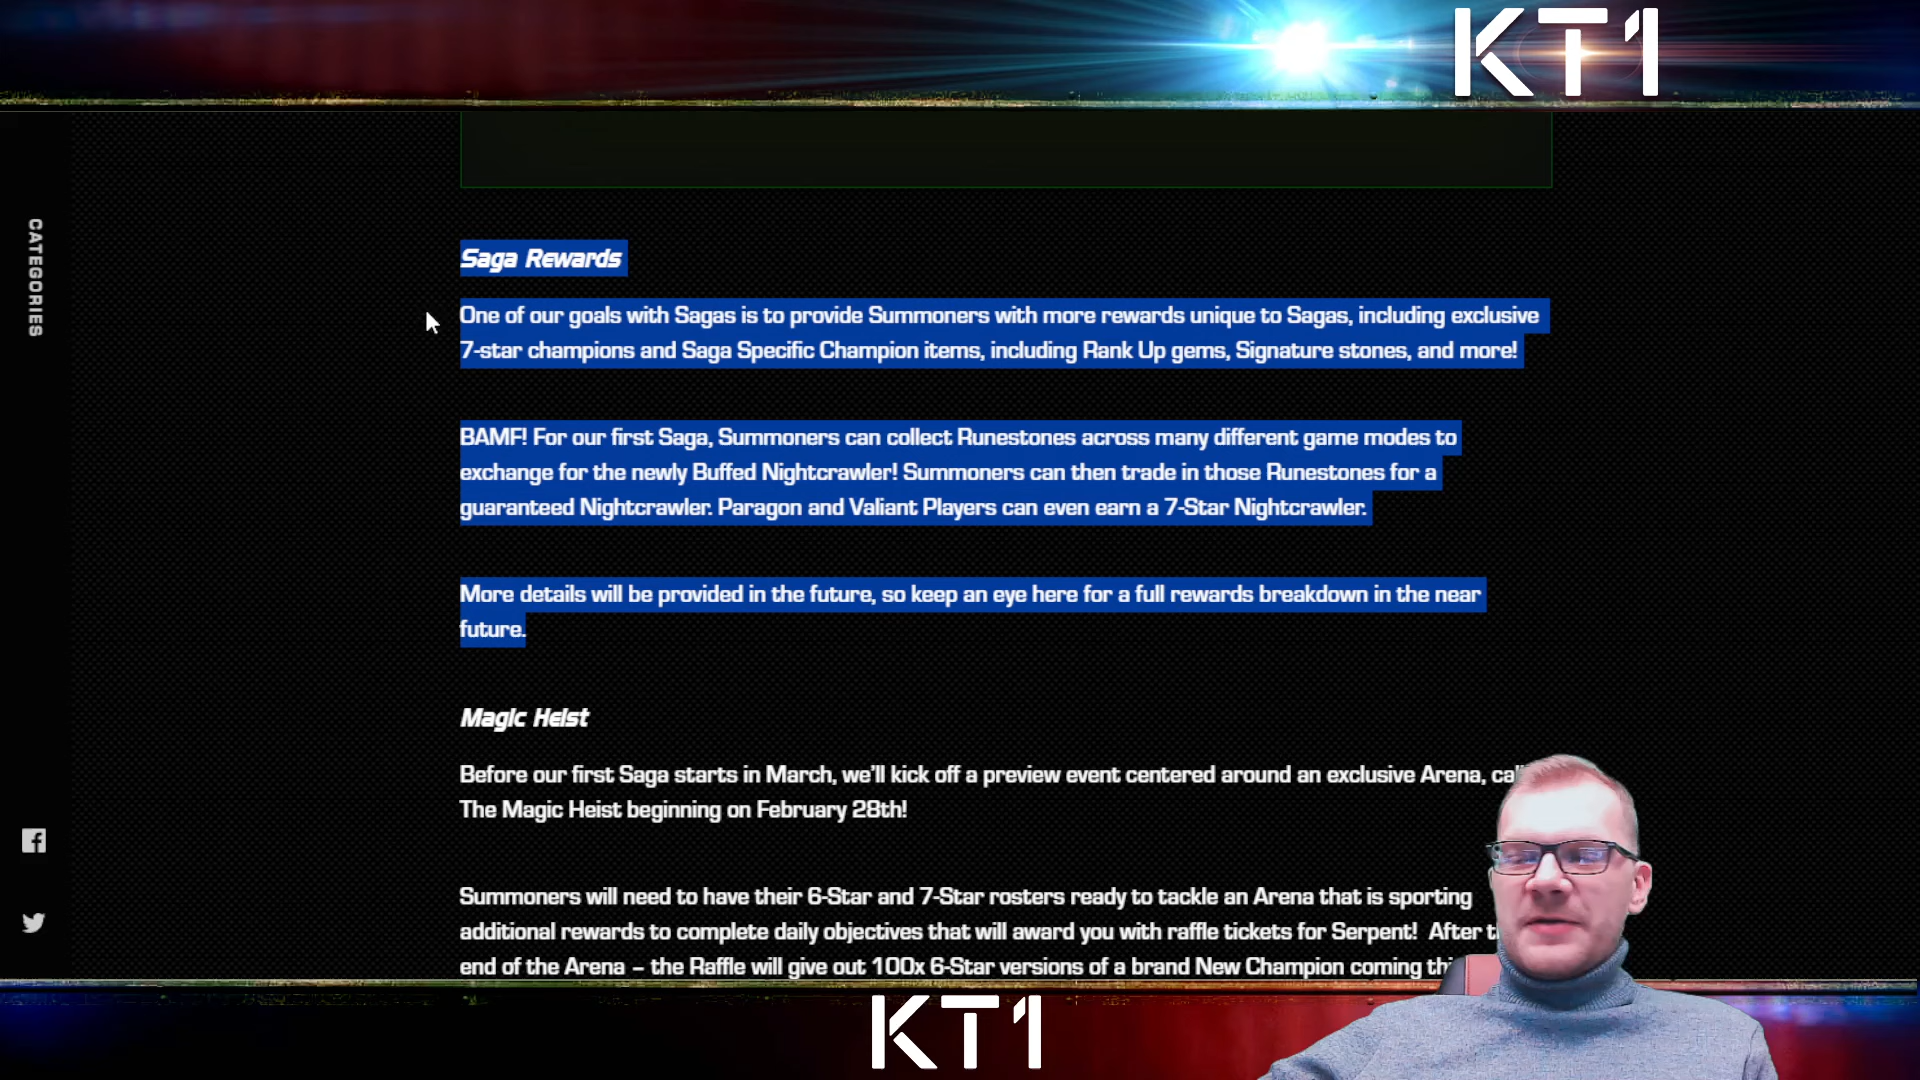 KT1
CATEGORIES
Saga Rewards
One of our goals with Sagas is to provide Summoners with more rewards unique to Sagas, including exclusive
7-star champions and Saga Specific Champion items, including Rank Up gems, Signature stones, and more!
BAMF! For our first Saga, Summoners can collect Runestones across many different game modes to
exchange for the newly Buffed Nightcrawler! Summoners can then trade in those Runestones for a
guaranteed Nightcrawler. Paragon and Valiant Players can even earn a 7-Star Nightcrawler.
More details will be provided in the future, so keep an eye here for a full rewards breakdown in the near
future.
Magic Heist
Before our first Saga starts in March, we'll kick off a preview event centered around an exclusive Arena,
The Magic Heist beginning on February 28th!
Summoners will need to have their 6-Star and 7-Star rosters ready to tackle an Arena that is sporting
additional rewards to complete daily objectives that will award you with raffle tickets for Serpent! After
end of the Arena – the Raffle will give out 100x 6-Star versions of a brand New Champion coming
KT1